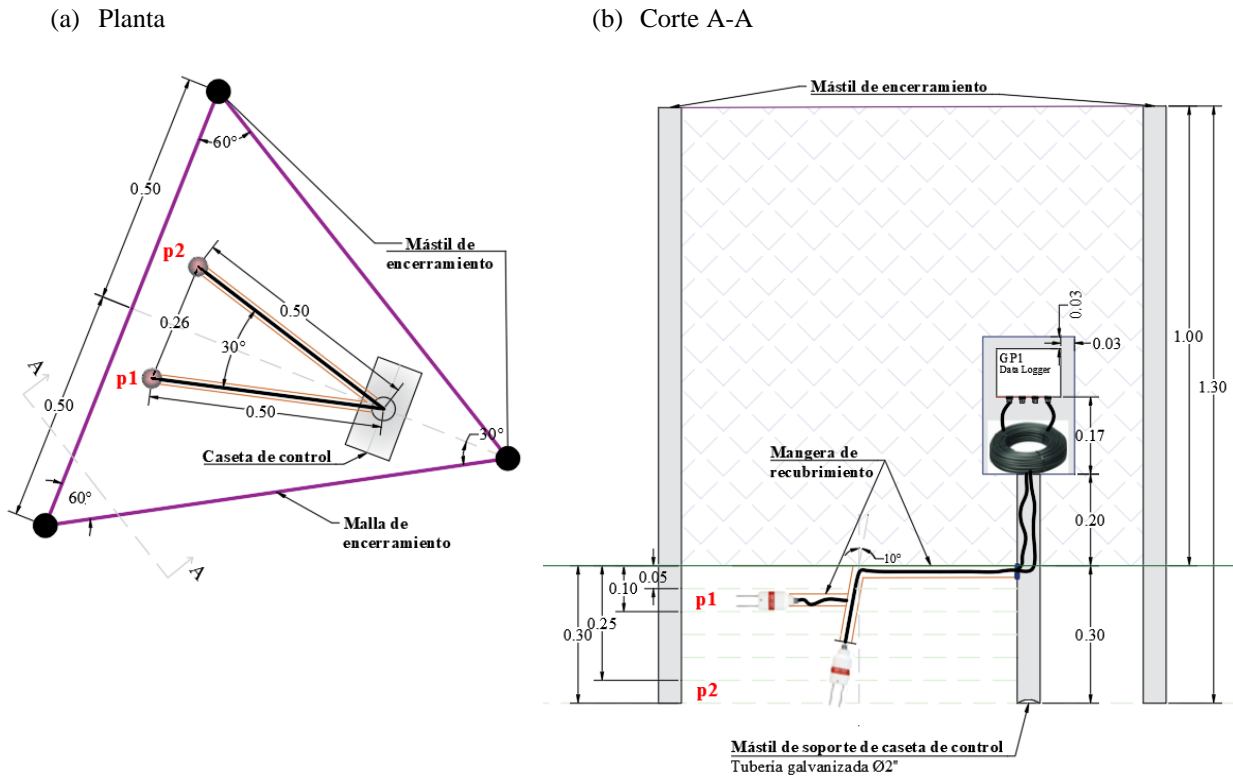 (a) Planta
(b) Corte A-A
60°
0.50
0.50
p2
0.26
p1
30°
0.50
0.50
Mástil de
encerramiento
Caseta de control
30°
60°
A
A
Malla de
encerramiento
Mástil de encerramiento
0.03
0.03
GP1
Data Logger
1.00
1.30
0.17
0.20
Mangera de
recubrimiento
10°
0.05
0.10
0.25
0.30
p1
p2
0.30
Mástil de soporte de caseta de control
Tuberia galvanizada Ø2"